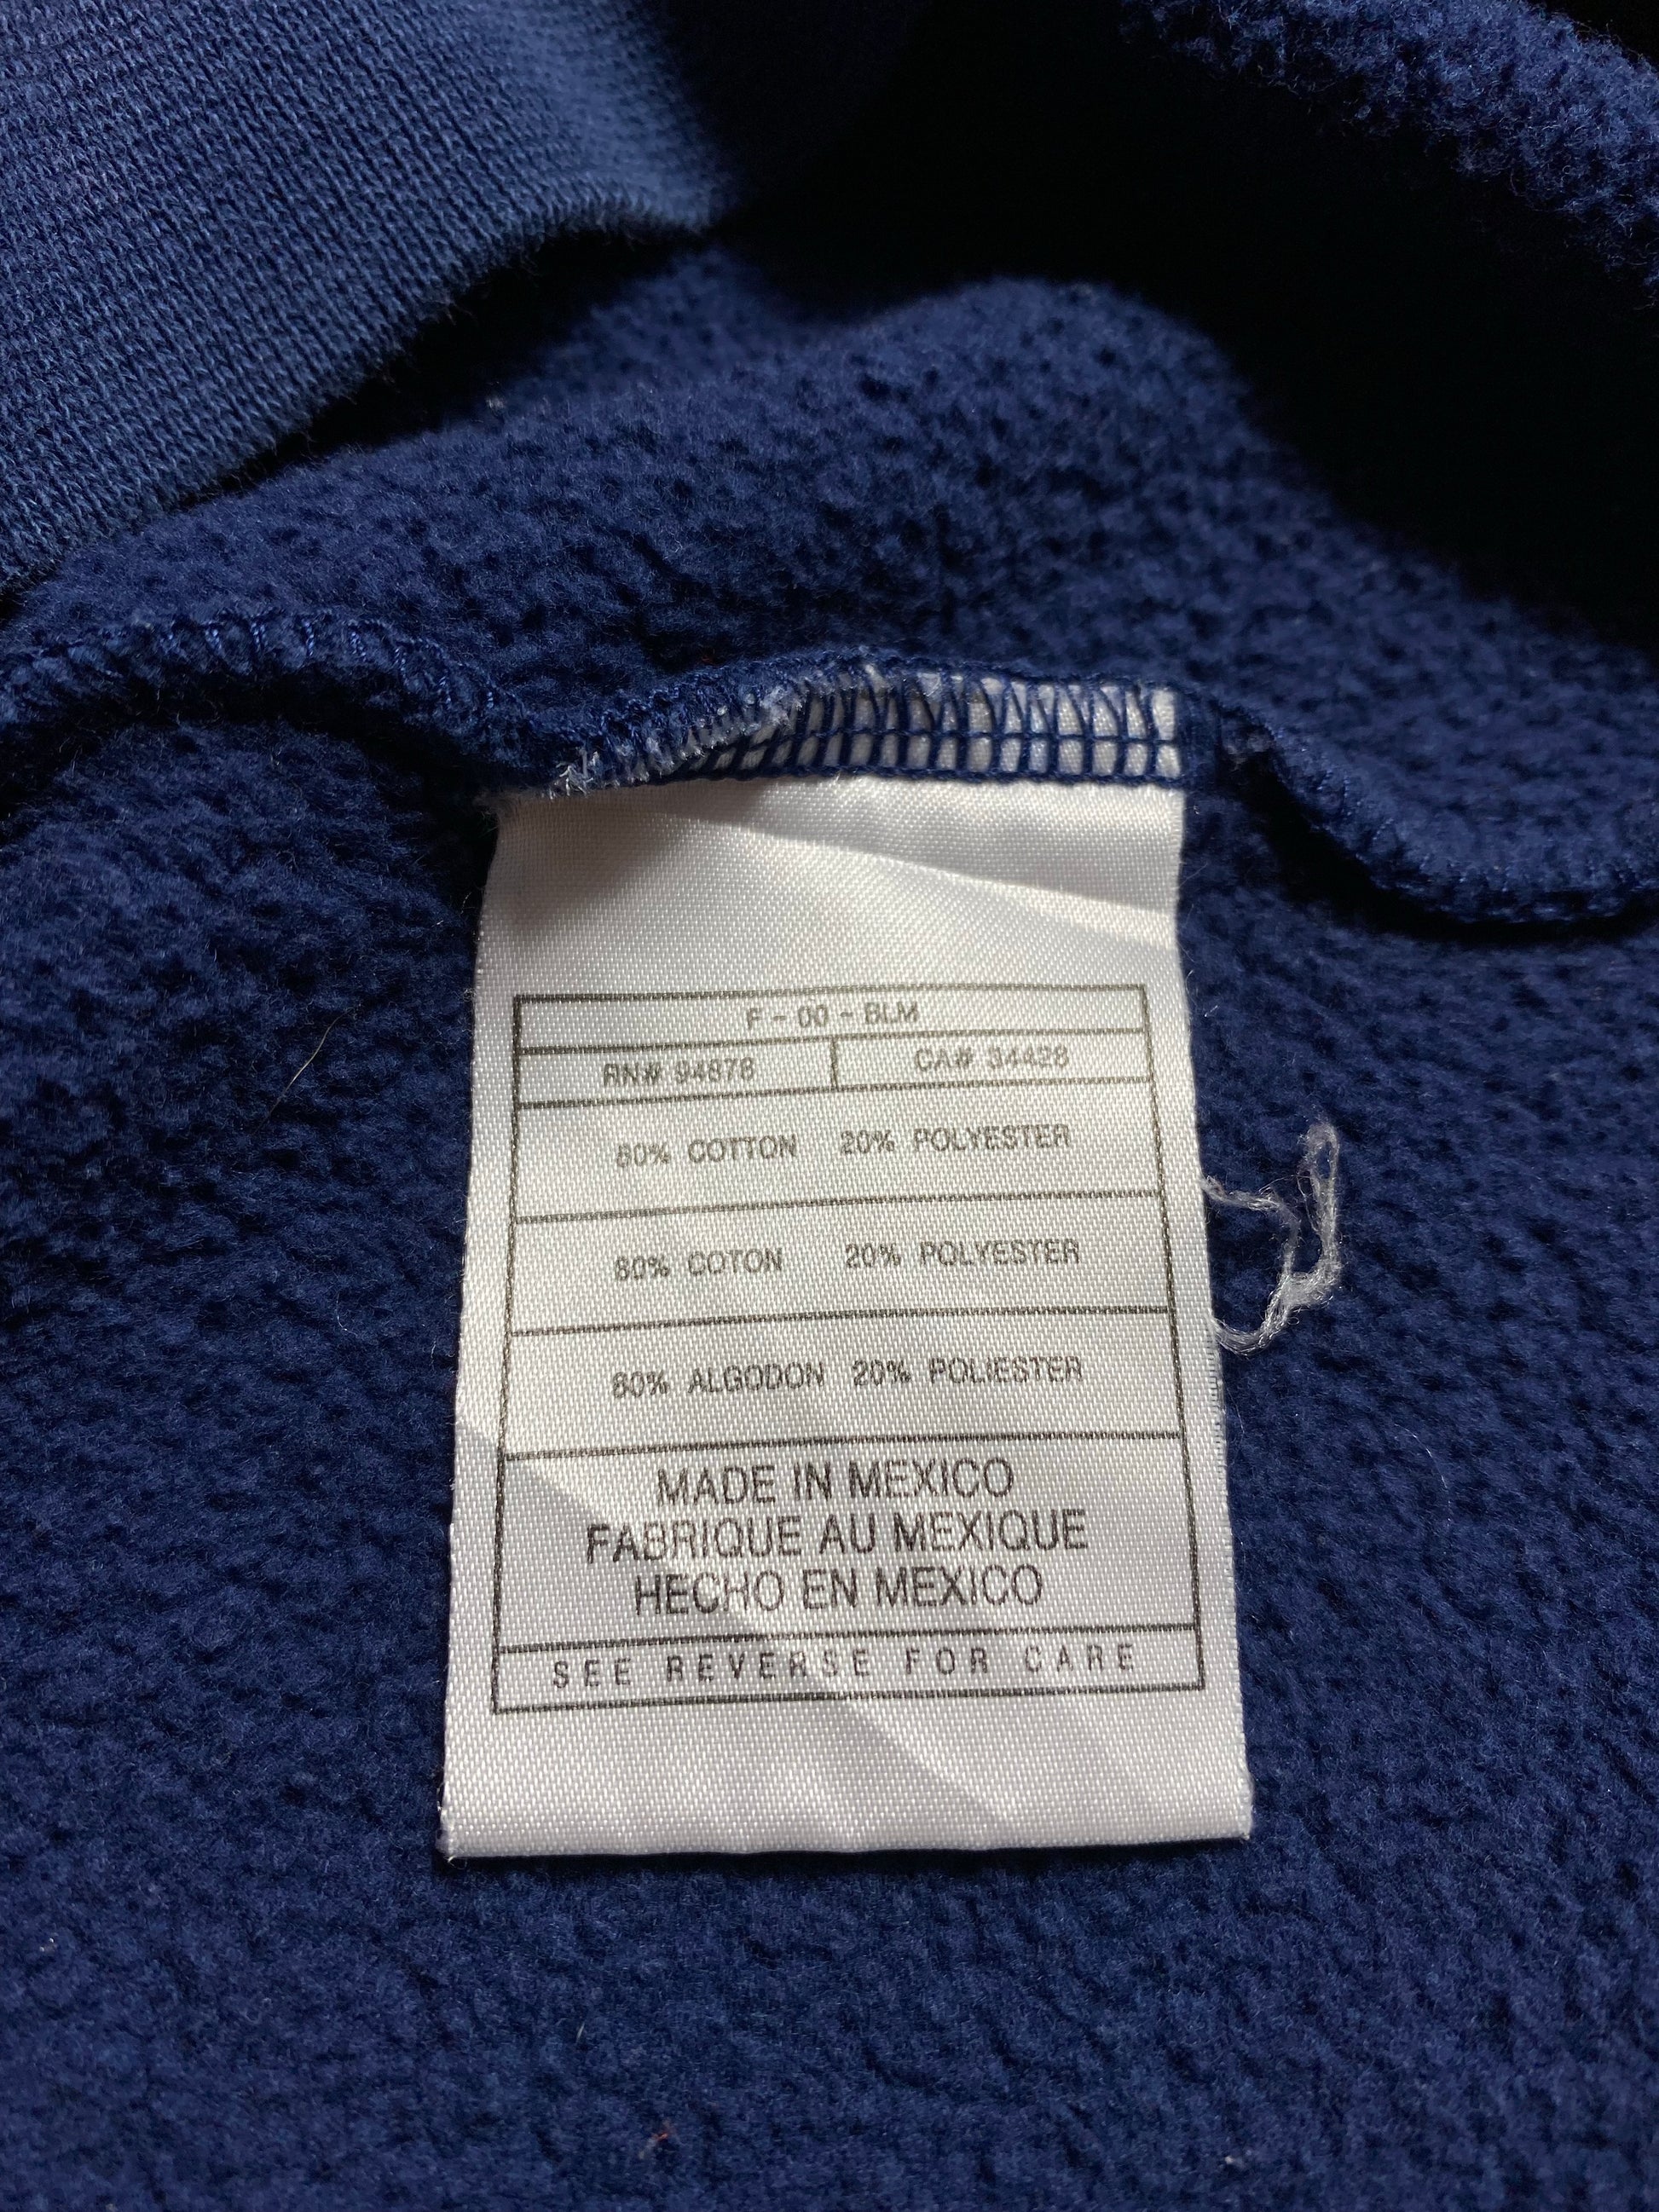 F - 00 - BLM
RN# 94878 CA# 34428
80% COTTON 20% POLYESTER
80% COTON 20% POLYESTER
80% ALGODON 20% POLIESTER
MADE IN MEXICO
FABRIQUE AU MEXIQUE
HECHO EN MEXICO
SEE REVERSE FOR CARE